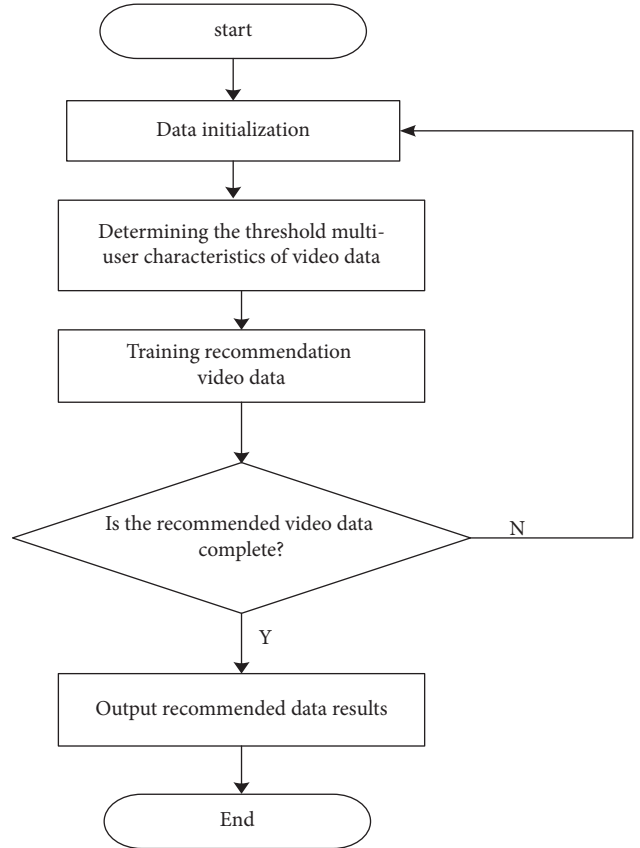 start
Data initialization
Determining the threshold multi-
user characteristics of video data
Training recommendation
video data
Is the recommended video data
complete?
N
Y
Output recommended data results
End